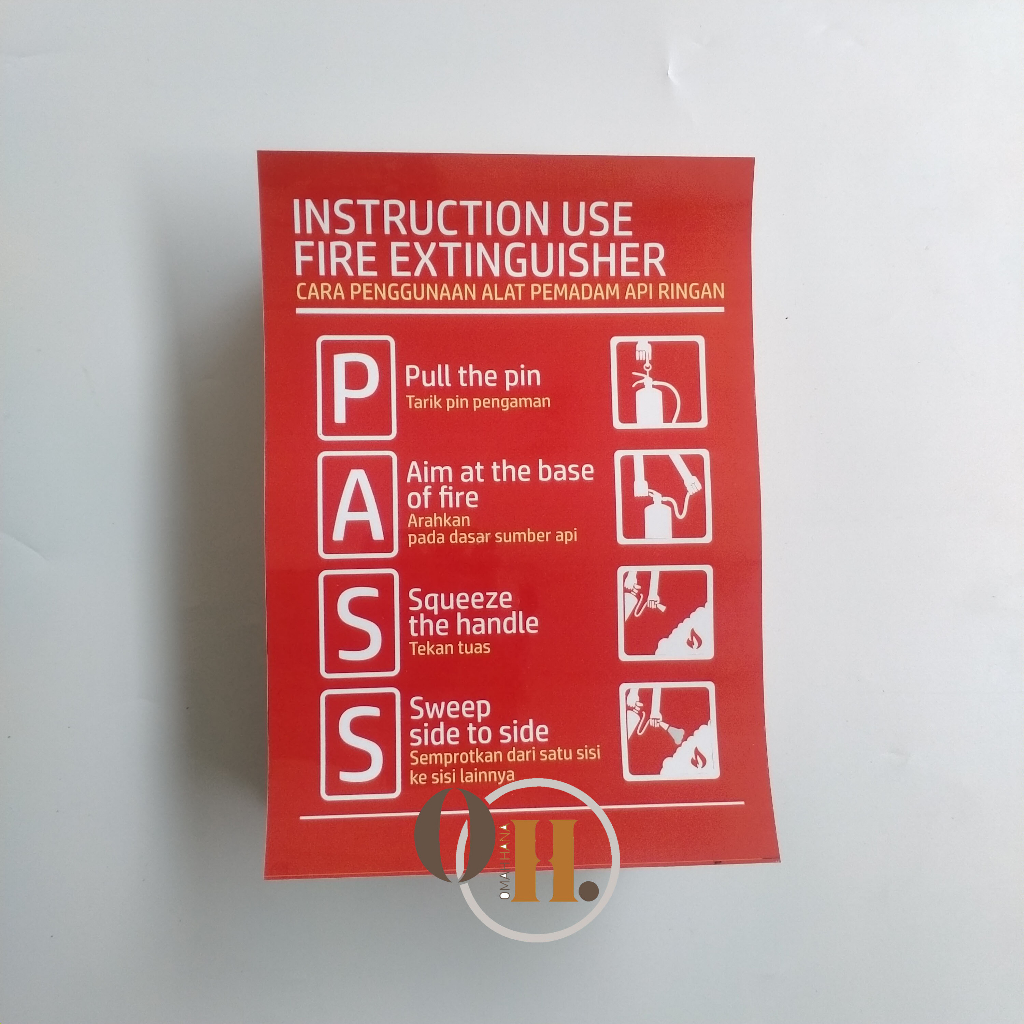 INSTRUCTION USE
FIRE EXTINGUISHER
CARA PENGGUNAAN ALAT PEMADAM API RINGAN
P
Pull the pin
Tarik pin pengaman
A
Aim at the base
of fire
Arahkan
pada dasar sumber api
S
Squeeze
the handle
Tekan tuas
S
Sweep
side to side
Semprotkan dari satu sisi
ke sisi lainnya
OH.